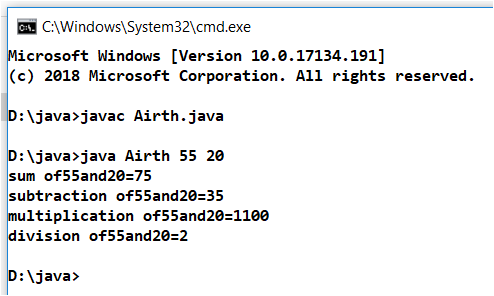 C:\Windows\System32\cmd.exe
Microsoft Windows [Version 10.0.17134.191]
(c) 2018 Microsoft Corporation. All rights reserved.
D:\java>javac Airth.java
D:\java>java Airth 55 20
sum of55and20=75
subtraction of55and20=35
multiplication of55and20=1100
division of55and20=2
D:\java>